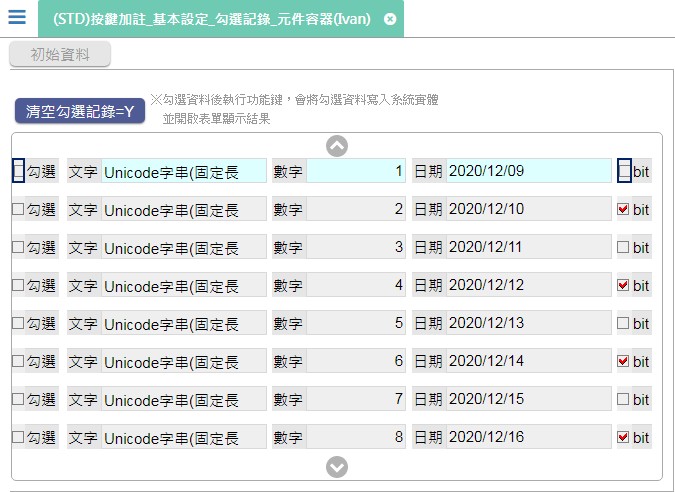 (STD)按鍵加註_基本設定_勾選記錄_元件容器(Ivan)
初始資料
清空勾選記錄=Y
※勾選資料後執行功能鍵，會將勾選資料寫入系統實體
並開啟表單顯示結果
勾選 文字 Unicode字串(固定長 數字 1 日期 2020/12/09 bit
勾選 文字 Unicode字串(固定長 數字 2 日期 2020/12/10 bit
勾選 文字 Unicode字串(固定長 數字 3 日期 2020/12/11 bit
勾選 文字 Unicode字串(固定長 數字 4 日期 2020/12/12 bit
勾選 文字 Unicode字串(固定長 數字 5 日期 2020/12/13 bit
勾選 文字 Unicode字串(固定長 數字 6 日期 2020/12/14 bit
勾選 文字 Unicode字串(固定長 數字 7 日期 2020/12/15 bit
勾選 文字 Unicode字串(固定長 數字 8 日期 2020/12/16 bit